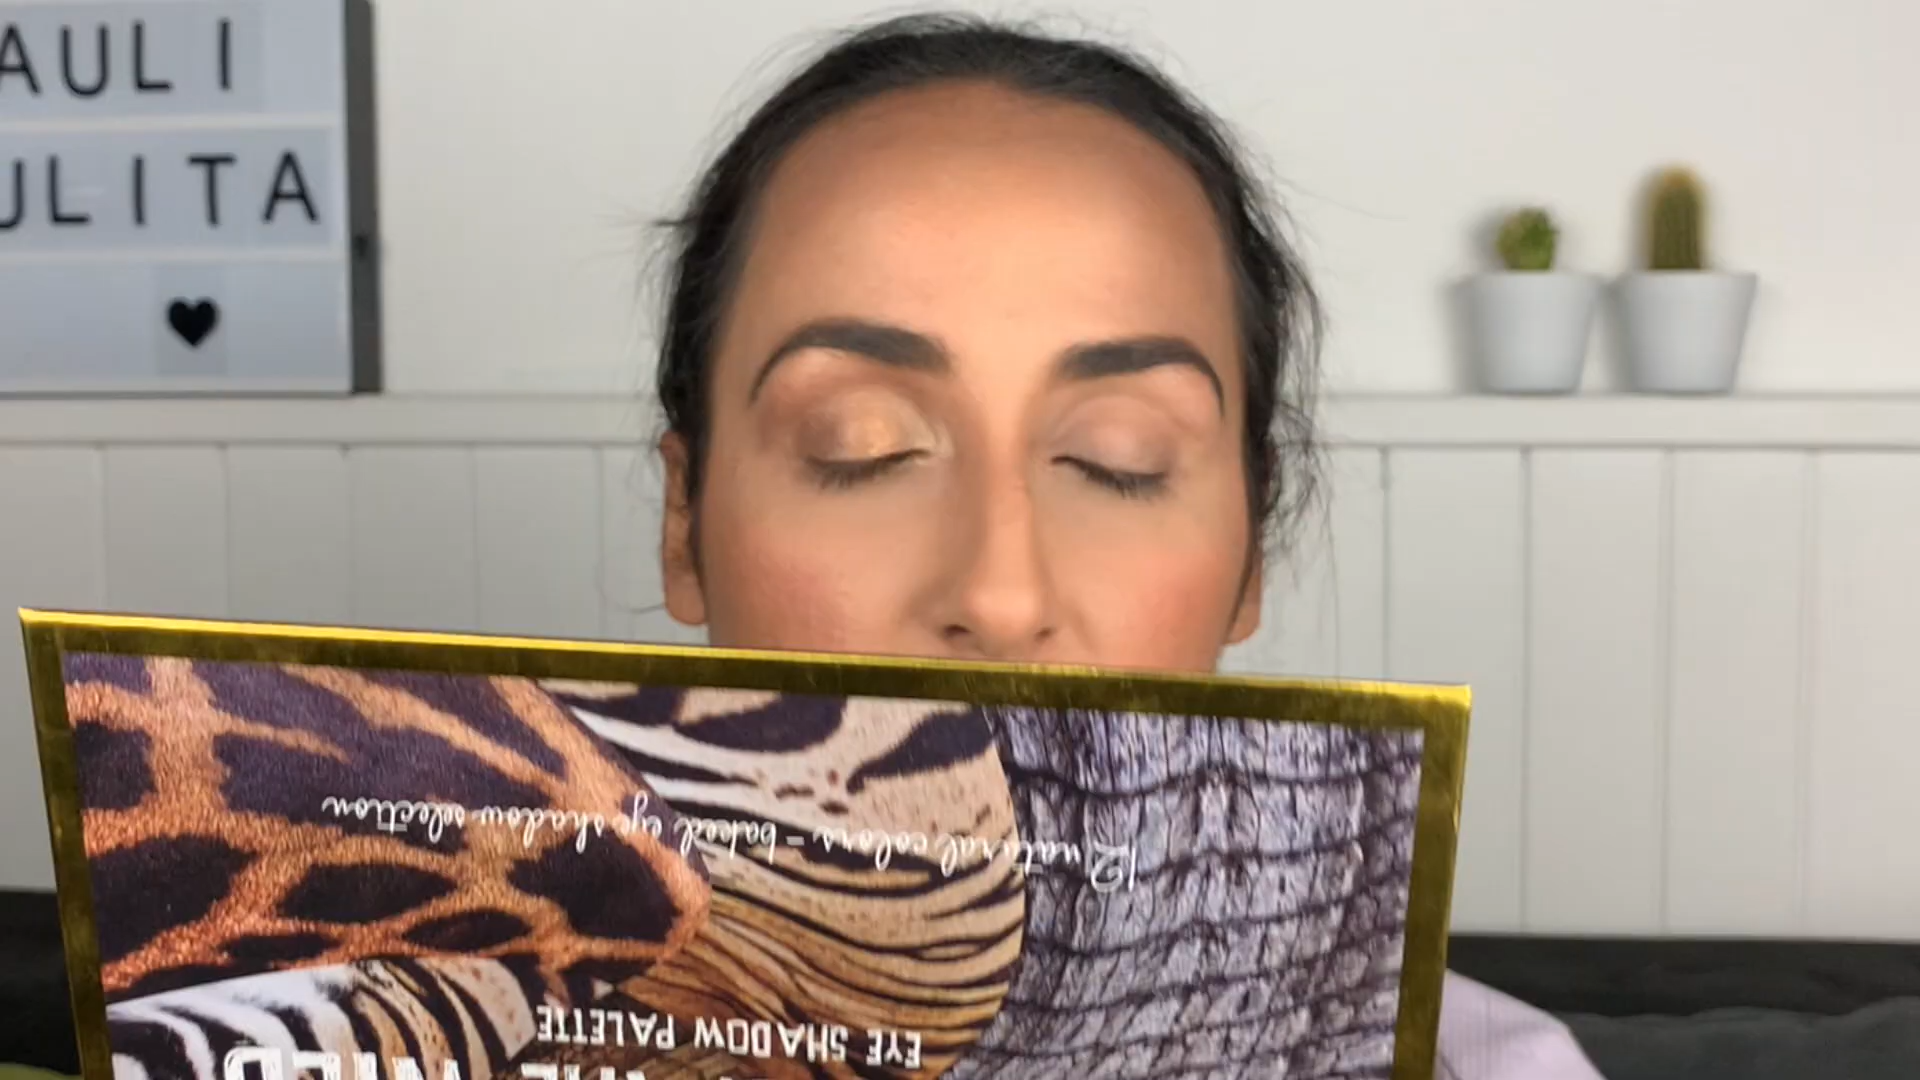 AULI
ULITA
♥
12 natural colors - baked eye shadow selection
EYE SHADOW PALETTE